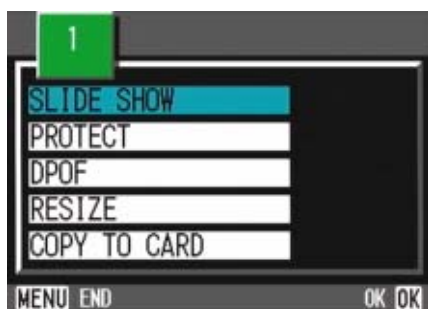 1
SLIDE SHOW
PROTECT
DPOF
RESIZE
COPY TO CARD
MENU END OK OK